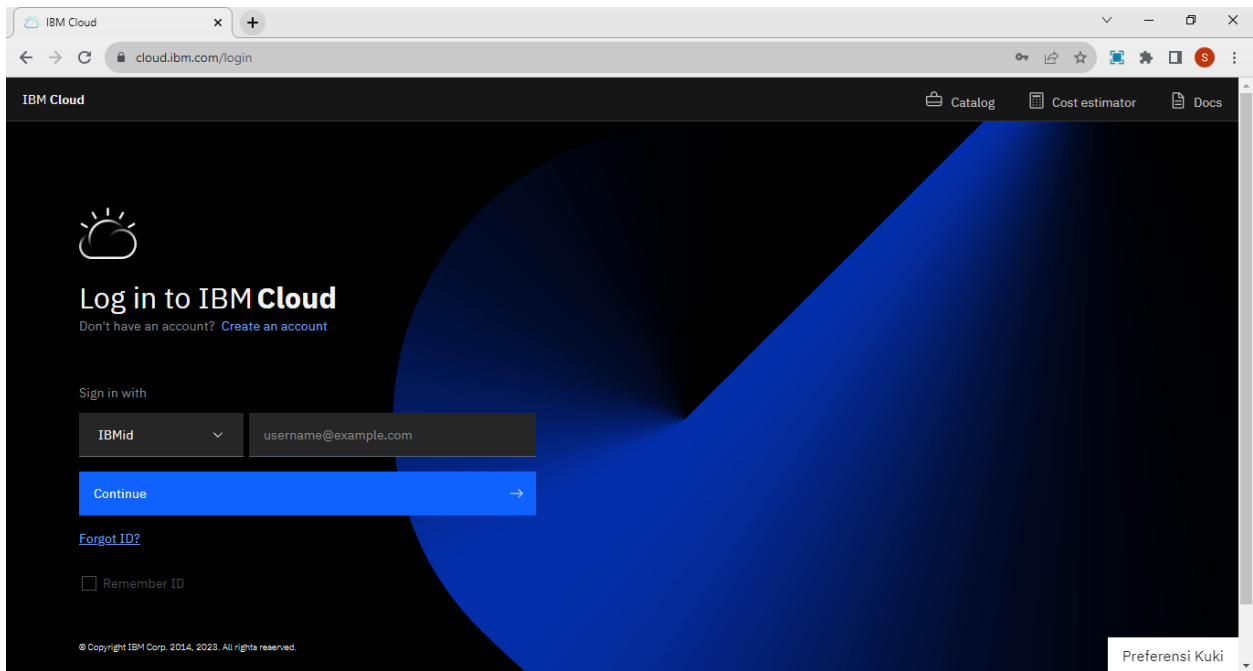 IBM Cloud
cloud.ibm.com/login
S
IBM Cloud
Catalog
Cost estimator
Docs
Log in to IBM Cloud
Don't have an account? Create an account
Sign in with
IBMid
username@example.com
Continue
Forgot ID?
Remember ID
© Copyright IBM Corp. 2014, 2023. All rights reserved.
Preferensi Kuki